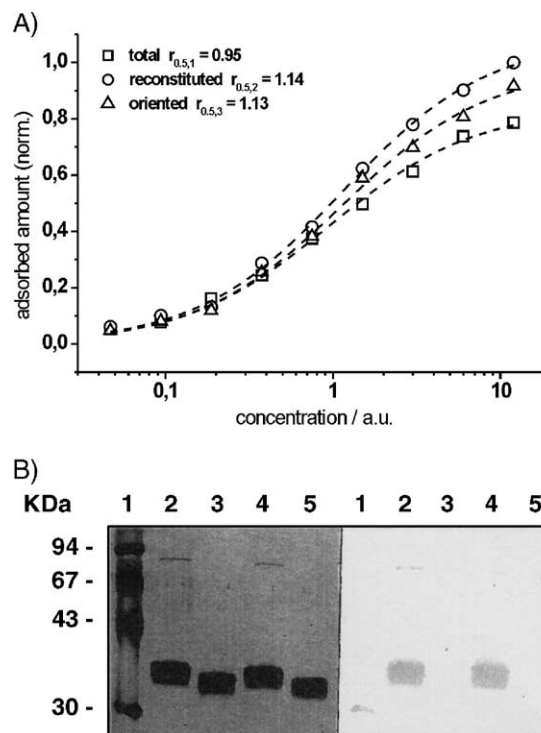 A)
total r0.5,1 = 0.95
reconstituted r0.5,2 = 1.14
oriented r0.5,3 = 1.13
adsorbed amount (norm.)
1,0
0,8
0,6
0,4
0,2
0,0
0,1 1 10
concentration / a.u.
B)
KDa 1 2 3 4 5 1 2 3 4 5
94 -
67 -
43 -
30 -